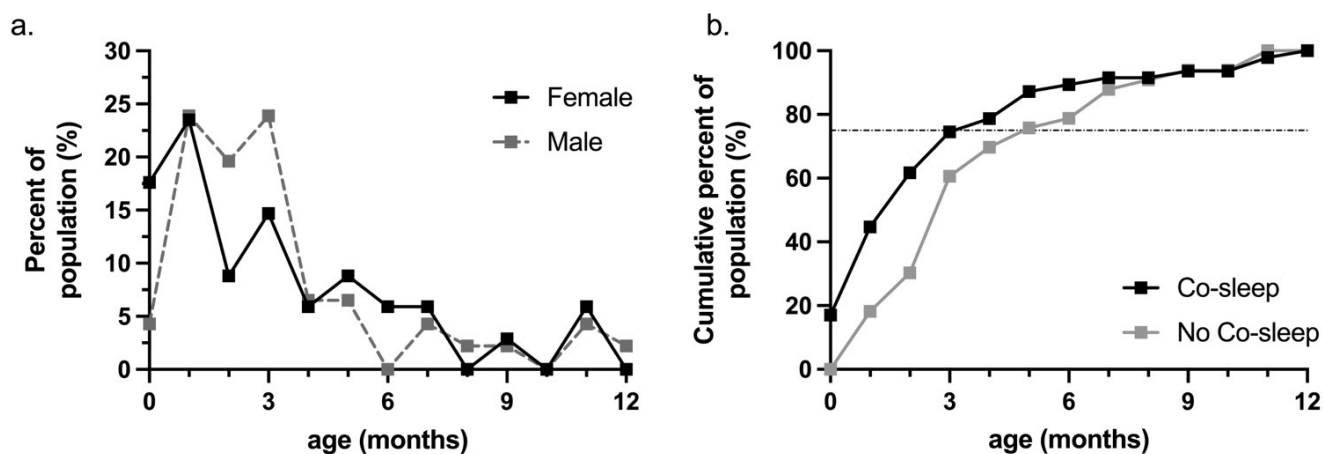 a.
Percent of
population (%)
30
25
20
15
10
5
0
0
3
6
9
12
age (months)
Female
Male
b.
Cumulative percent of
population (%)
100
80
60
40
20
0
0
3
6
9
12
age (months)
Co-sleep
No Co-sleep